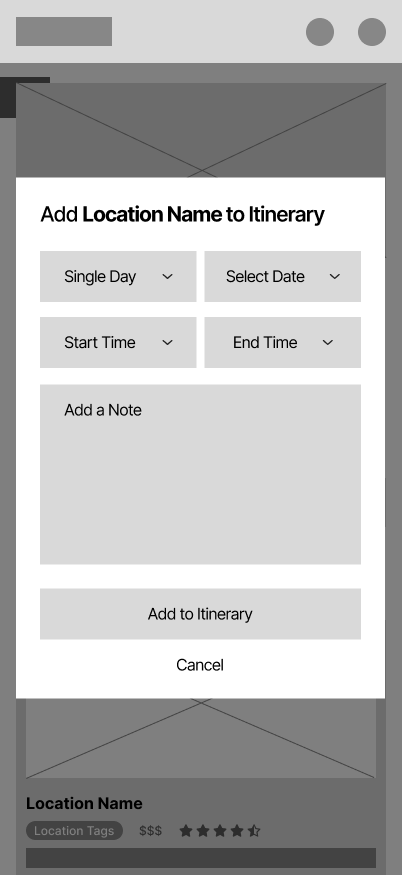 Add Location Name to Itinerary
Single Day
Select Date
Start Time
End Time
Add a Note
Add to Itinerary
Cancel
Location Name
Location Tags $$$